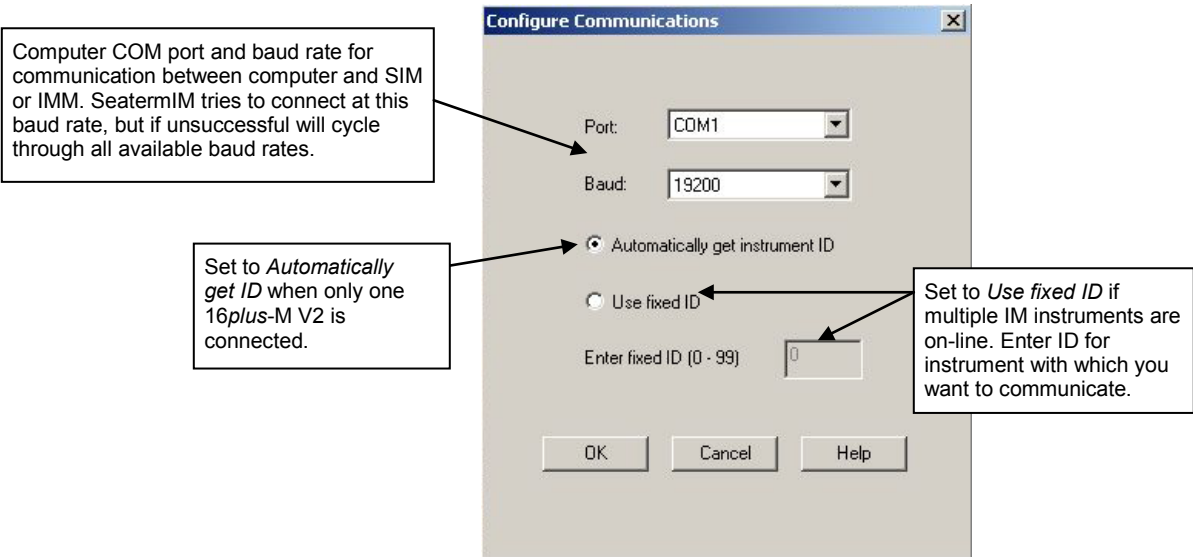 Configure Communications
Computer COM port and baud rate for
communication between computer and SIM
or IMM. SeatermIM tries to connect at this
baud rate, but if unsuccessful will cycle
through all available baud rates.
Port: COM1
Baud: 19200
Automatically get instrument ID
Set to Automatically
get ID when only one
16plus-M V2 is
connected.
Use fixed ID
Set to Use fixed ID if
multiple IM instruments are
on-line. Enter ID for
instrument with which you
want to communicate.
Enter fixed ID (0 - 99) 0
OK Cancel Help